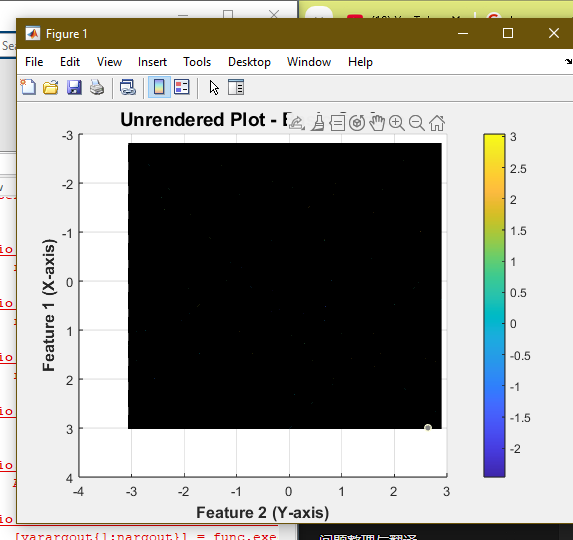 Figure 1
File Edit View Insert Tools Desktop Window Help
Unrendered Plot -
-3
-2
-1
0
1
2
3
4
Feature 1 (X-axis)
-4 -3 -2 -1 0 1 2 3
Feature 2 (Y-axis)
3
2.5
2
1.5
1
0.5
0
-0.5
-1
-1.5
-2
[varargout{1:nargout}] = func.exe